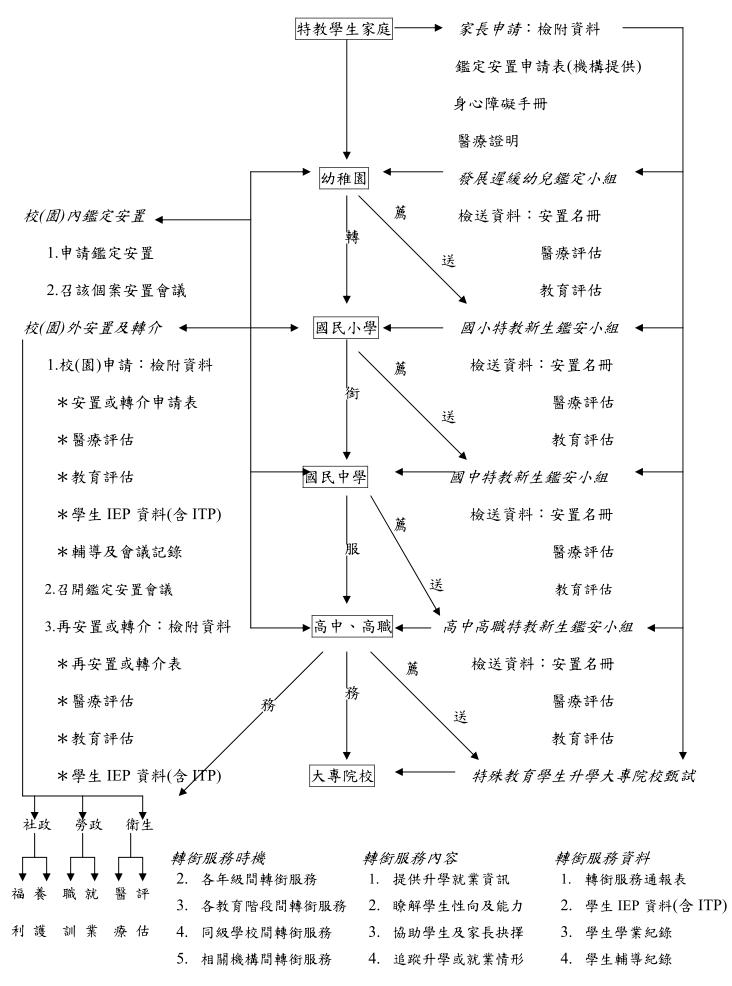 特教學生家庭
家長申請：檢附資料
鑑定安置申請表(機構提供)
身心障礙手冊
醫療證明
幼稚園
發展遲緩幼兒鑑定小組
校(園)內鑑定安置
薦
檢送資料：安置名冊
轉
1.申請鑑定安置
送
醫療評估
2.召該個案安置會議
教育評估
校(園)外安置及轉介
國民小學
國小特教新生鑑安小組
1.校(園)申請：檢附資料
薦
檢送資料：安置名冊
銜
＊安置或轉介申請表
送
醫療評估
＊醫療評估
教育評估
＊教育評估
國民中學
國中特教新生鑑安小組
＊學生 IEP 資料(含 ITP)
薦
檢送資料：安置名冊
服
＊輔導及會議記錄
醫療評估
2.召開鑑定安置會議
送
教育評估
3.再安置或轉介：檢附資料
高中、高職
高中高職特教新生鑑安小組
＊再安置或轉介表
薦
檢送資料：安置名冊
務
務
＊醫療評估
送
醫療評估
＊教育評估
教育評估
＊學生 IEP 資料(含 ITP)
大專院校
特殊教育學生升學大專院校甄試
社政
勞政
衛生
福利
養護
職訓
就業
醫療
評估
轉銜服務時機
2. 各年級間轉銜服務
3. 各教育階段間轉銜服務
4. 同級學校間轉銜服務
5. 相關機構間轉銜服務
轉銜服務內容
1. 提供升學就業資訊
2. 瞭解學生性向及能力
3. 協助學生及家長抉擇
4. 追蹤升學或就業情形
轉銜服務資料
1. 轉銜服務通報表
2. 學生 IEP 資料(含 ITP)
3. 學生學業紀錄
4. 學生輔導紀錄